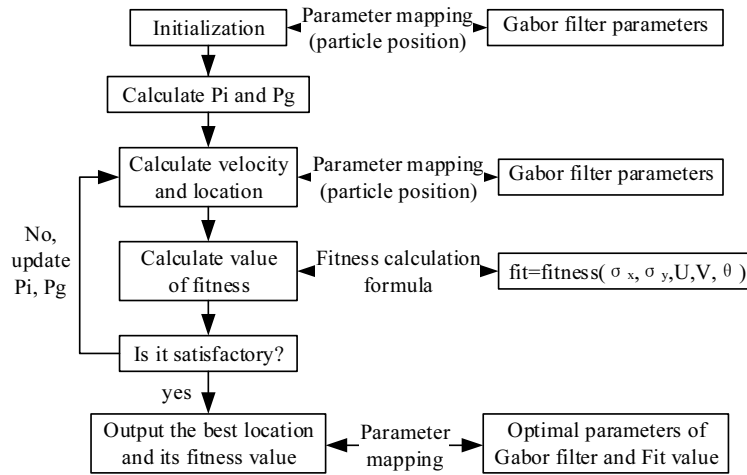 Initialization
Parameter mapping
(particle position)
Gabor filter parameters
Calculate Pi and Pg
Calculate velocity
and location
Parameter mapping
(particle position)
Gabor filter parameters
No,
update
Pi, Pg
Calculate value
of fitness
Fitness calculation
formula
fit=fitness(σx,σy,U,V,θ)
Is it satisfactory?
yes
Output the best location
and its fitness value
Parameter
mapping
Optimal parameters of
Gabor filter and Fit value